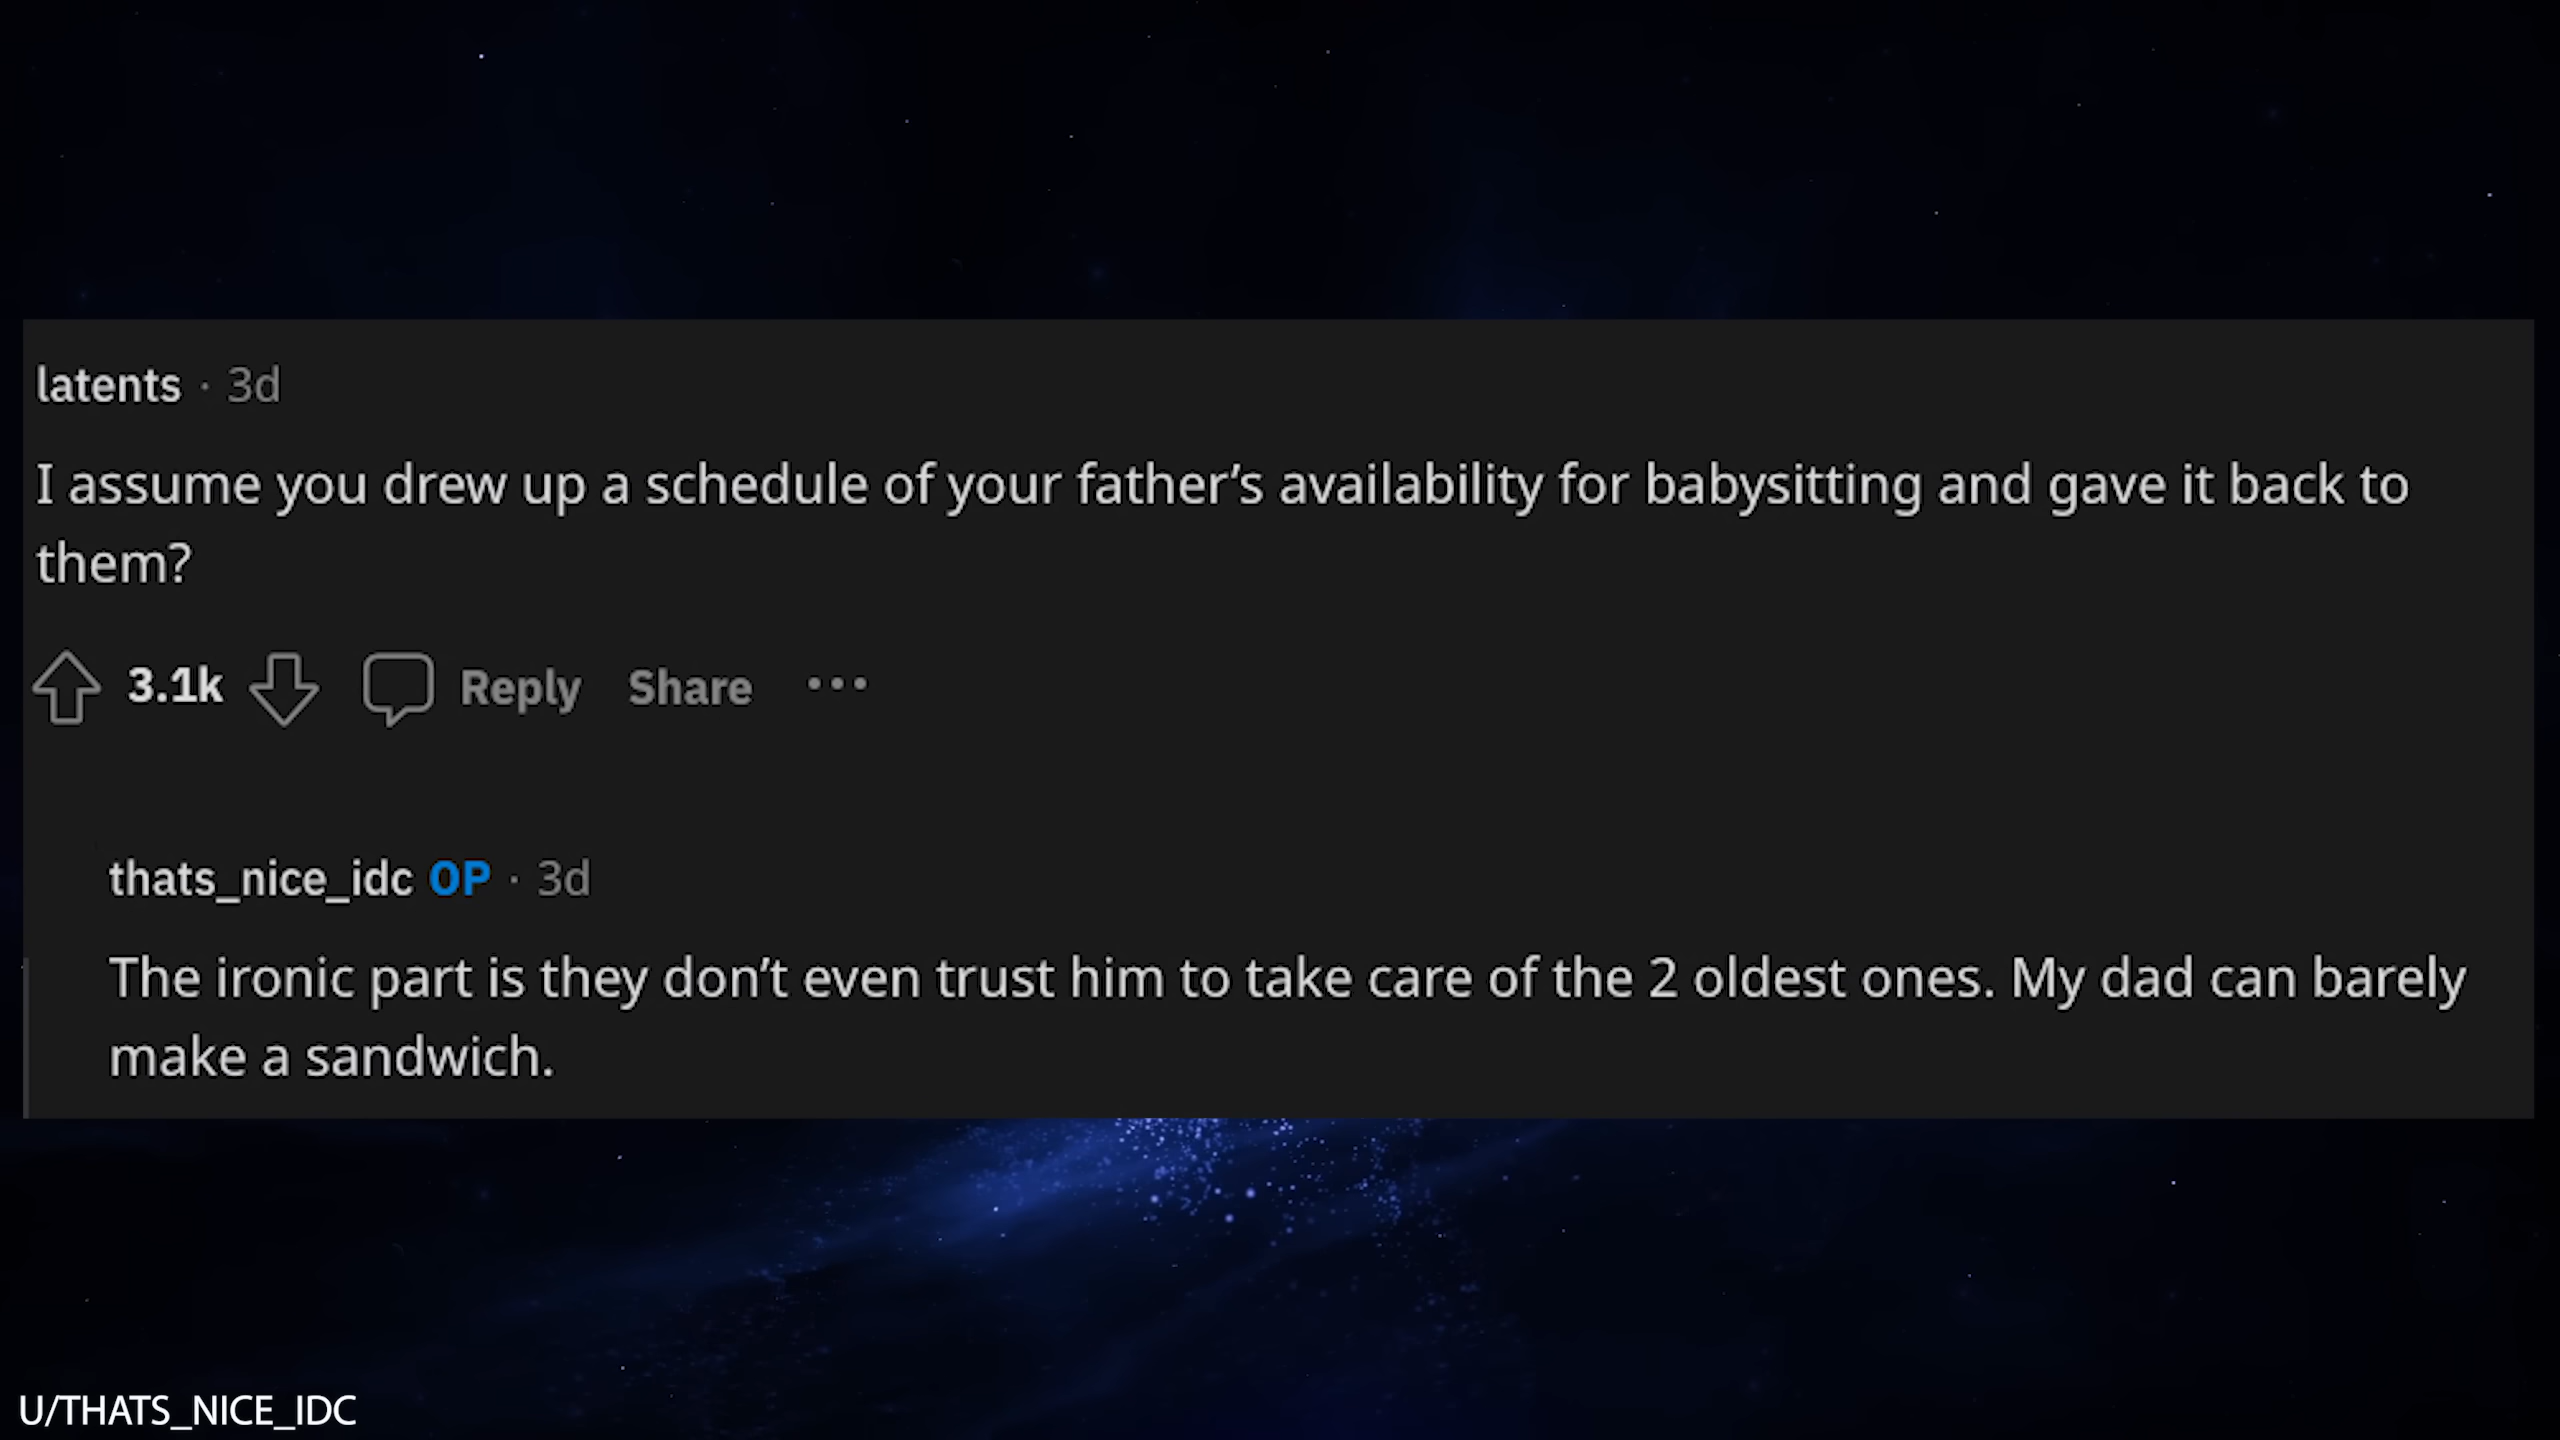 latents · 3d
I assume you drew up a schedule of your father’s availability for babysitting and gave it back to
them?
3.1k Reply Share ···
thats_nice_idc OP · 3d
The ironic part is they don’t even trust him to take care of the 2 oldest ones. My dad can barely
make a sandwich.
U/THATS_NICE_IDC